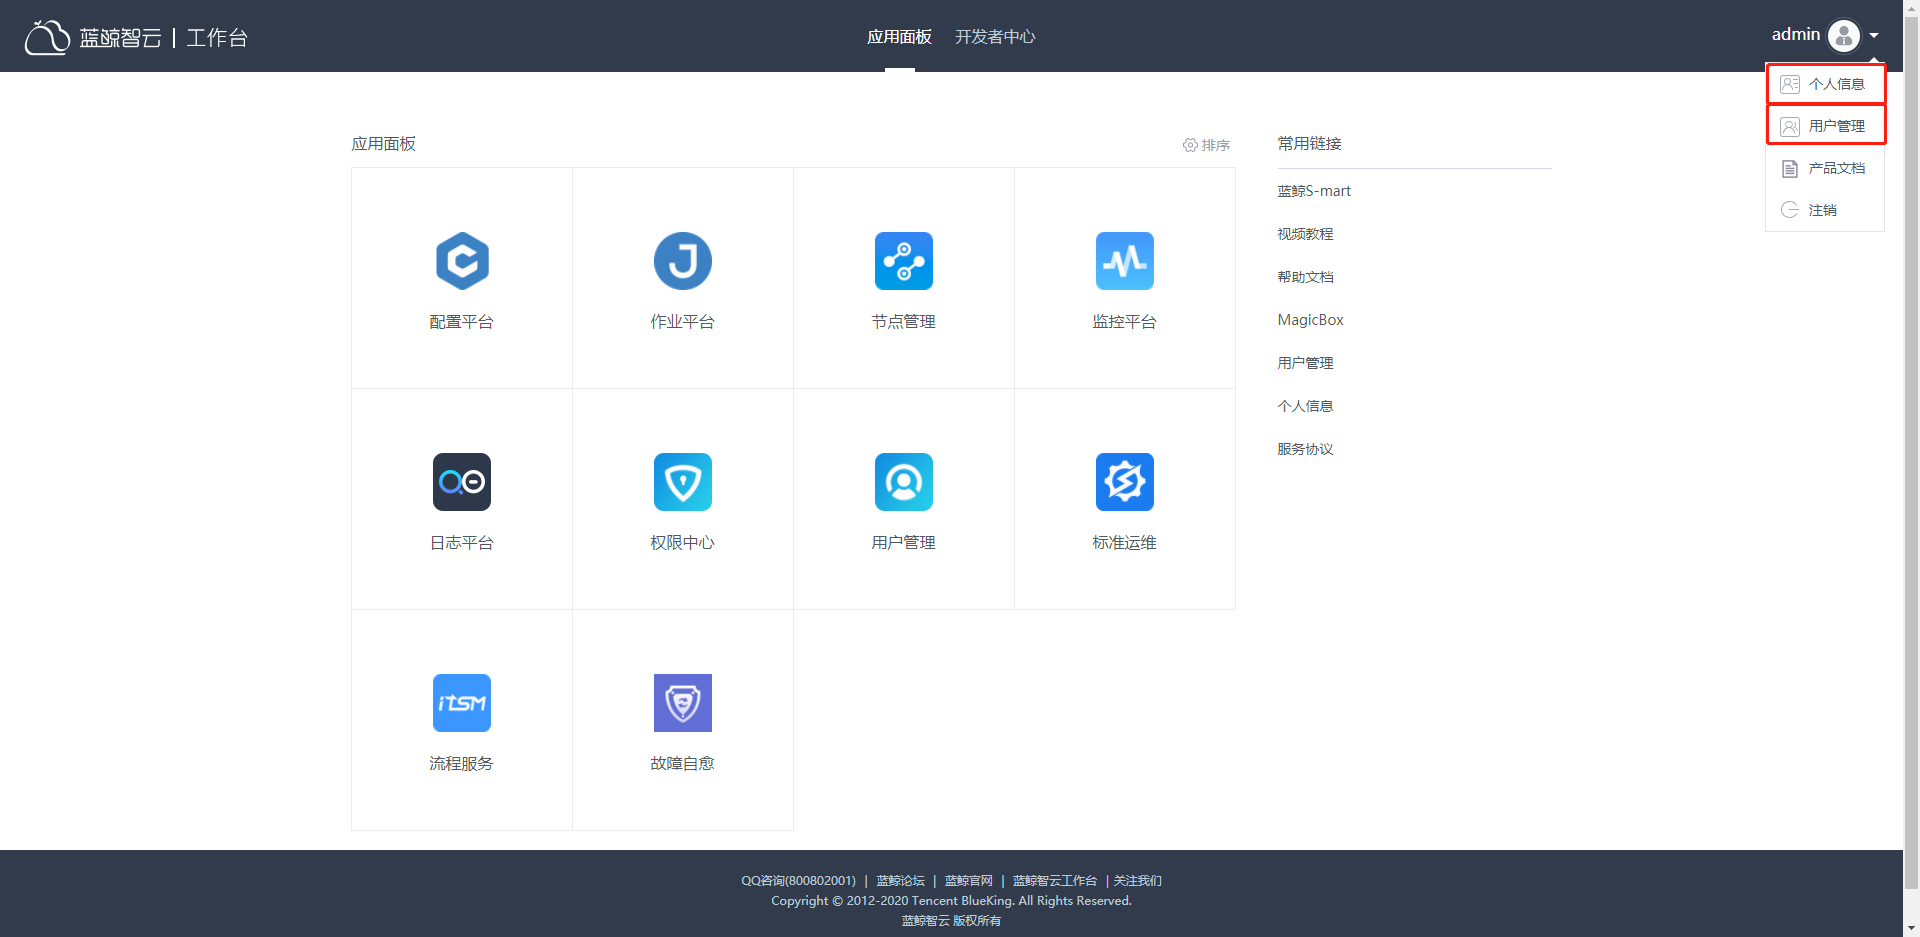 蓝鲸智云 | 工作台
应用面板 开发者中心
admin
个人信息
用户管理
产品文档
注销
应用面板
排序
配置平台
作业平台
节点管理
监控平台
日志平台
权限中心
用户管理
标准运维
iTSM
流程服务
故障自愈
常用链接
蓝鲸S-mart
视频教程
帮助文档
MagicBox
用户管理
个人信息
服务协议
QQ咨询(800802001) | 蓝鲸论坛 | 蓝鲸官网 | 蓝鲸智云工作台 | 关注我们
Copyright © 2012-2020 Tencent BlueKing. All Rights Reserved.
蓝鲸智云 版权所有